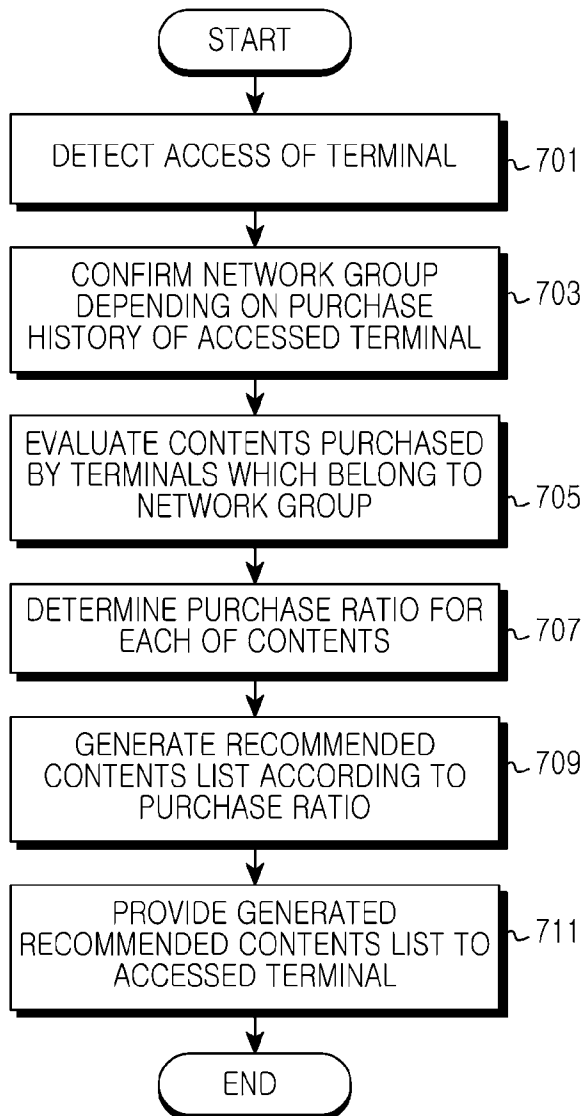 START
DETECT ACCESS OF TERMINAL
701
CONFIRM NETWORK GROUP
DEPENDING ON PURCHASE
HISTORY OF ACCESSED TERMINAL
703
EVALUATE CONTENTS PURCHASED
BY TERMINALS WHICH BELONG TO
NETWORK GROUP
705
DETERMINE PURCHASE RATIO FOR
EACH OF CONTENTS
707
GENERATE RECOMMENDED
CONTENTS LIST ACCORDING TO
PURCHASE RATIO
709
PROVIDE GENERATED
RECOMMENDED CONTENTS LIST TO
ACCESSED TERMINAL
711
END